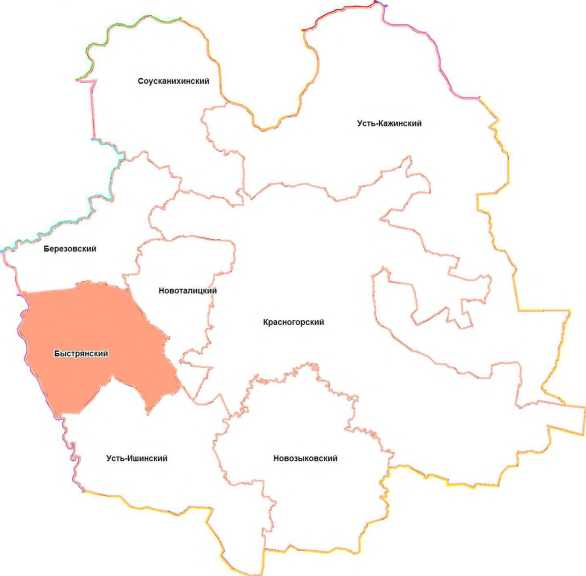 Соусканихинский
Усть-Кажинский
Березовский
Новоталицкий
Красногорский
Быстрянский
Усть-Ишинский
Новозыковский